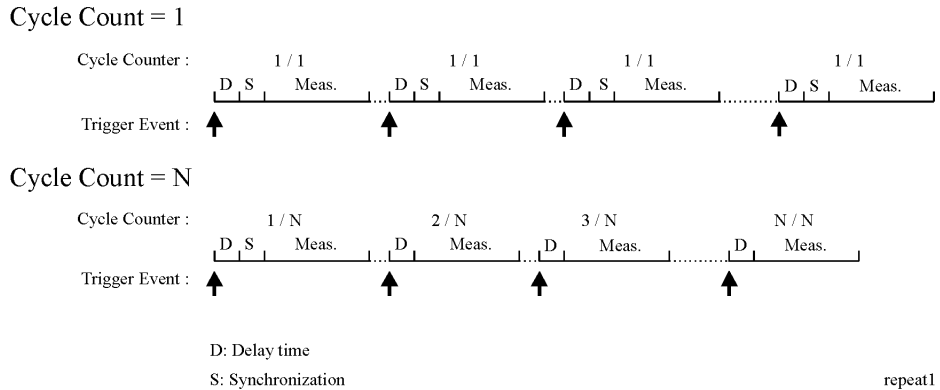 Cycle Count = 1
Cycle Counter : 1 / 1 1 / 1 1 / 1 1 / 1
D S Meas. D S Meas. D S Meas. D S Meas.
Trigger Event :
Cycle Count = N
Cycle Counter : 1 / N 2 / N 3 / N N / N
D S Meas. D Meas. D Meas. D Meas.
Trigger Event :
D: Delay time
S: Synchronization repeat1